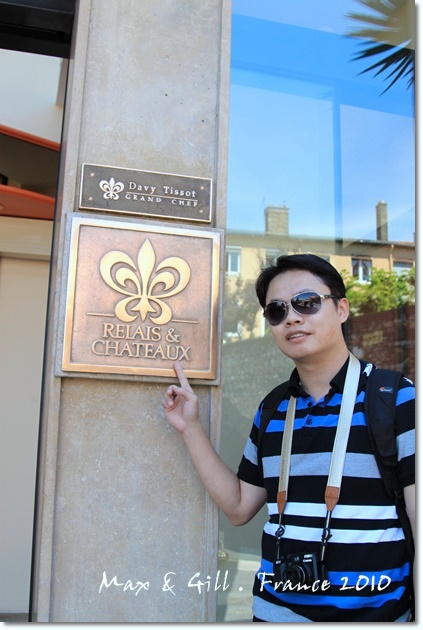 Davy Tissot
GRAND CHEF
RELAIS &
CHATEAUX
Max & Gill . France 2010